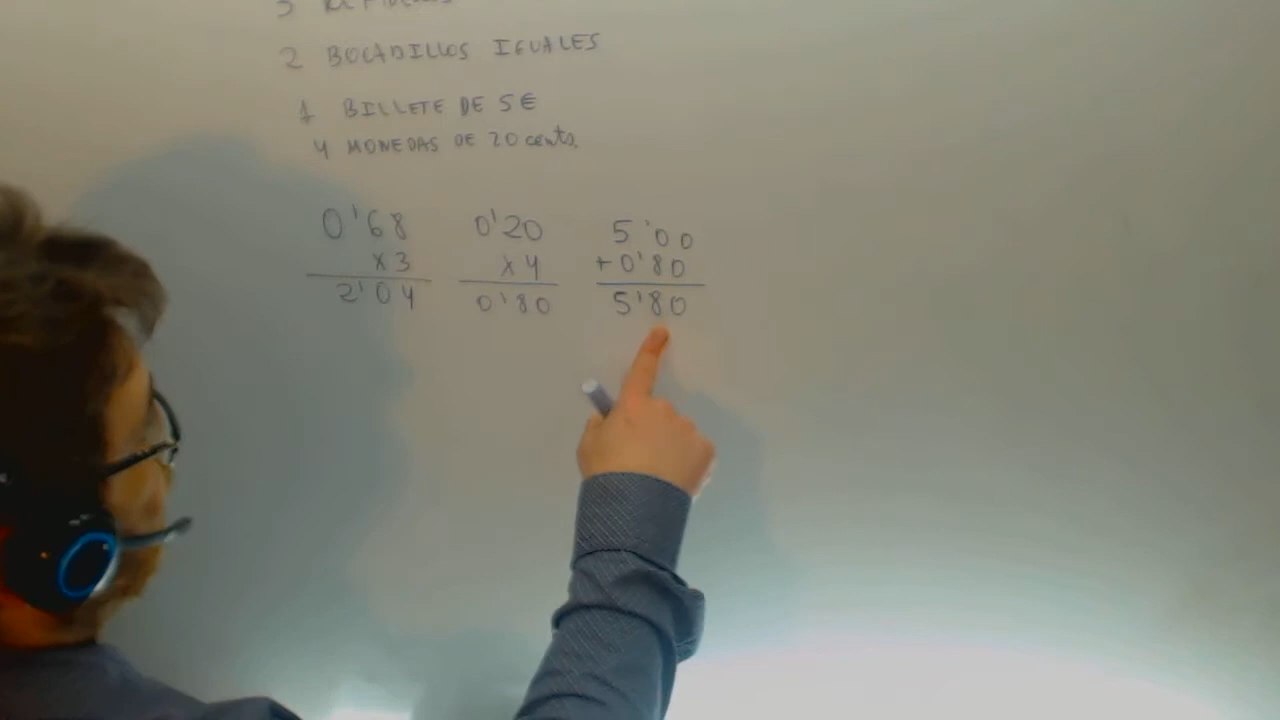 3
2 BOCADILLOS IGUALES
1 BILLETE DE 5€
4 MONEDAS DE 20 cents.
0'68 0'20 5'00
x3 x4 +0'80
2'04 0'80 5'80